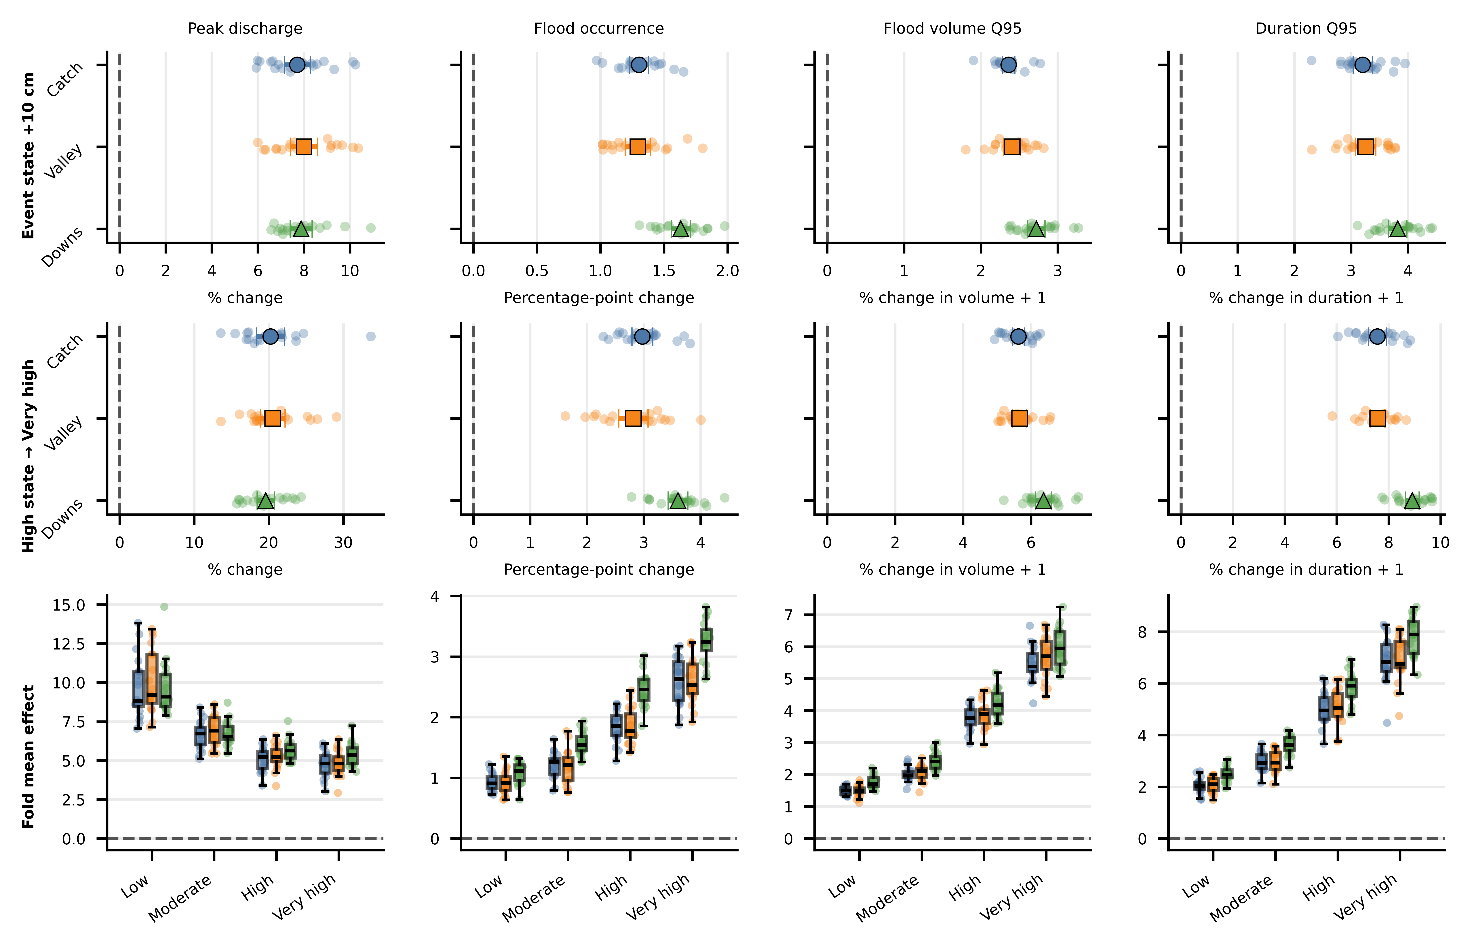 Peak discharge
Flood occurrence
Flood volume Q95
Duration Q95
Event state +10 cm
Catch
Valley
Downs
0 2 4 6 8 10
0.0 0.5 1.0 1.5 2.0
0 1 2 3
0 1 2 3 4
% change
Percentage-point change
% change in volume + 1
% change in duration + 1
High state → Very high
Catch
Valley
Downs
0 10 20 30
0 1 2 3 4
0 2 4 6
0 2 4 6 8 10
% change
Percentage-point change
% change in volume + 1
% change in duration + 1
Fold mean effect
15.0
12.5
10.0
7.5
5.0
2.5
0.0
4
3
2
1
0
7
6
5
4
3
2
1
0
8
6
4
2
0
Low Moderate High Very high
Low Moderate High Very high
Low Moderate High Very high
Low Moderate High Very high